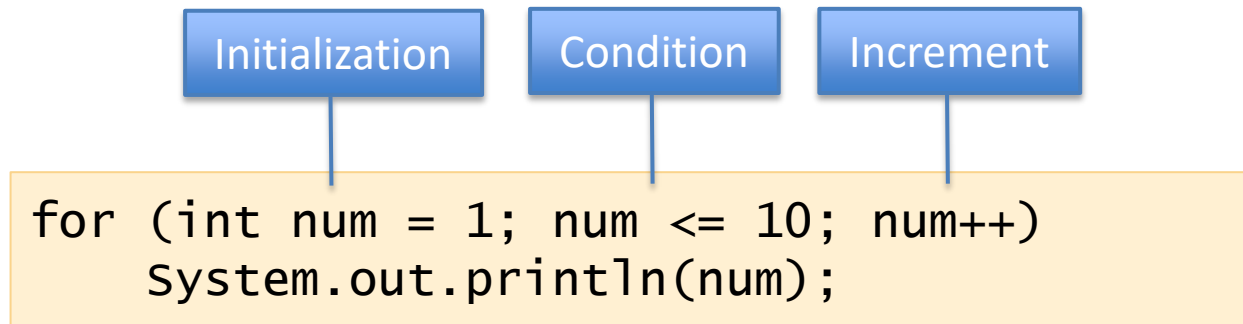 Initialization Condition Increment
for (int num = 1; num <= 10; num++)
    System.out.println(num);